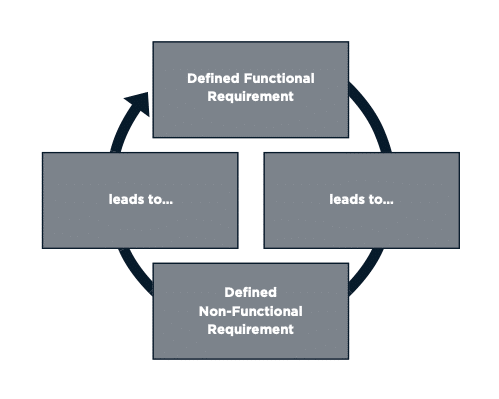 Defined Functional
Requirement
leads to...
leads to...
Defined
Non-Functional
Requirement